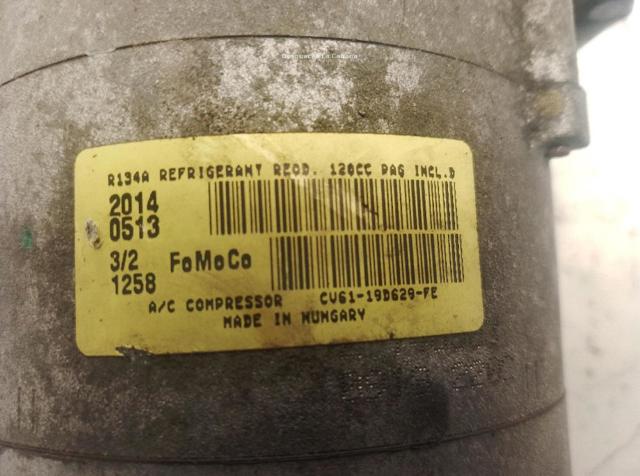 R134A REFRIGERANT REQD. 120CC PAG INCL.D
2014
0513
3/2 FoMoCo
1258
A/C COMPRESSOR CV61-19D629-FE
MADE IN HUNGARY